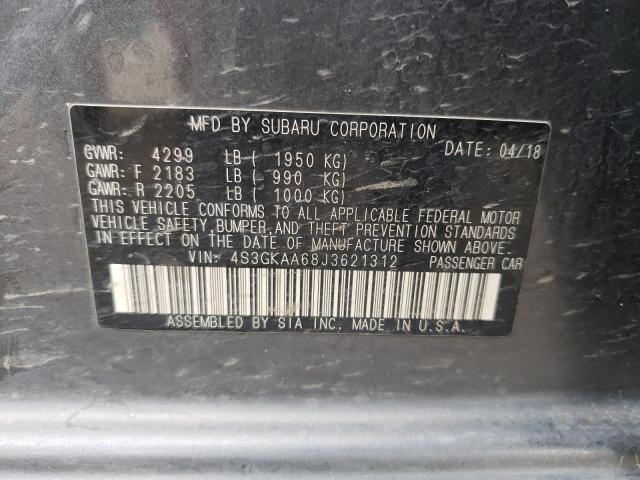 MFD BY SUBARU CORPORATION
GVWR: 4299 LB ( 1950 KG) DATE: 04/18
GAWR: F 2183 LB ( 990 KG)
GAWR: R 2205 LB ( 1000 KG)
THIS VEHICLE CONFORMS TO ALL APPLICABLE FEDERAL MOTOR
VEHICLE SAFETY, BUMPER, AND THEFT PREVENTION STANDARDS
IN EFFECT ON THE DATE OF MANUFACTURE SHOWN ABOVE.
VIN: 4S3GKAA68J3621312 PASSENGER CAR
ASSEMBLED BY SIA INC. MADE IN U.S.A.